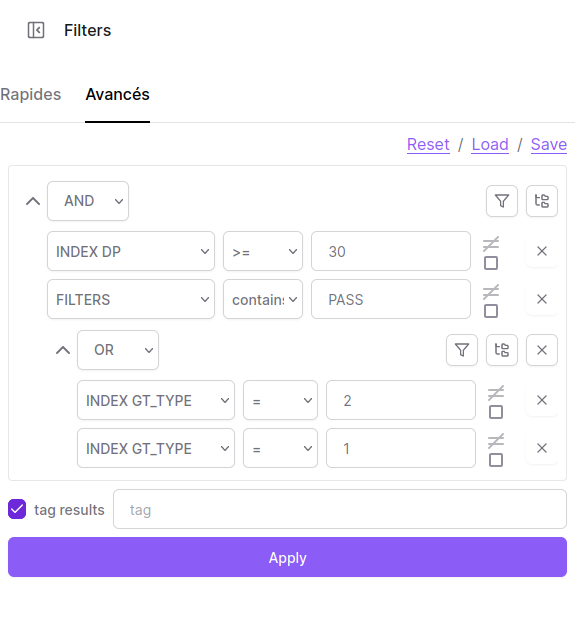 Filters
Rapides Avancés
Reset / Load / Save
AND
INDEX DP >= 30
FILTERS contains PASS
OR
INDEX GT_TYPE = 2
INDEX GT_TYPE = 1
tag results tag
Apply